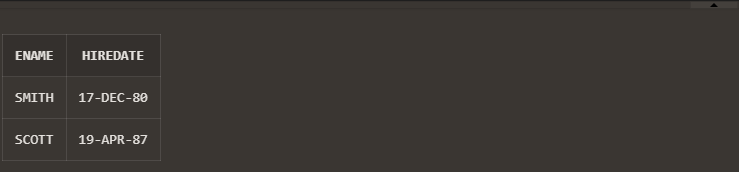 ENAME HIREDATE
SMITH 17-DEC-80
SCOTT 19-APR-87